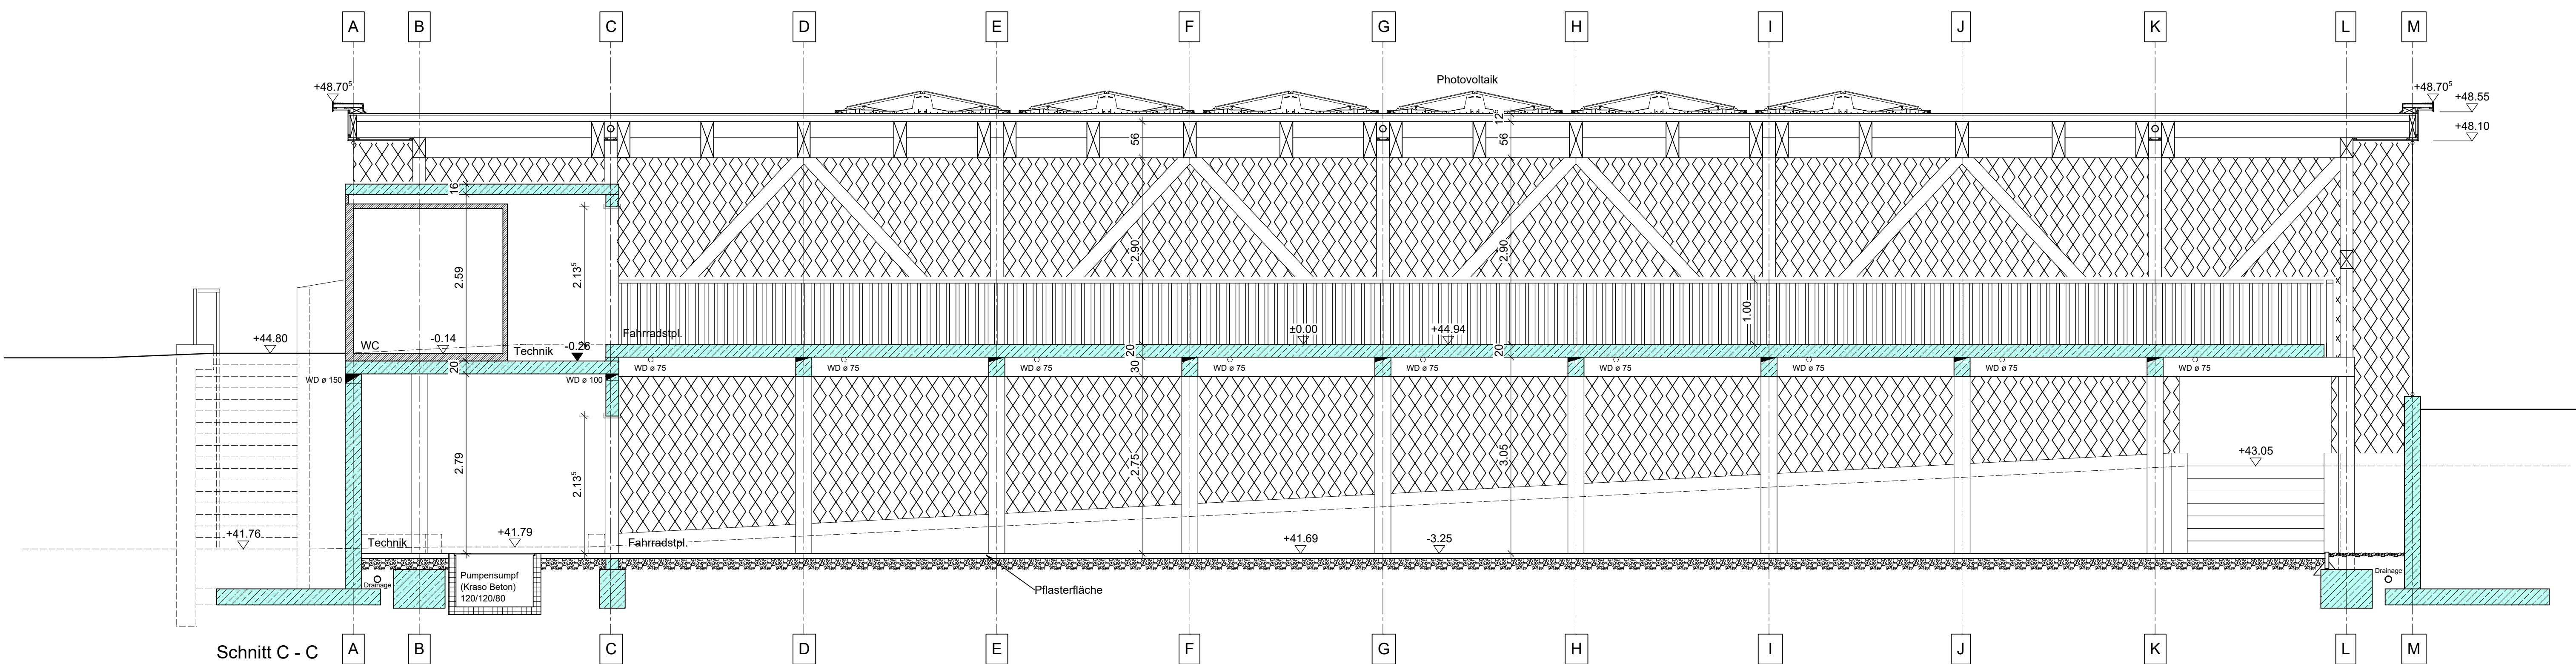 A B C D E F G H I J K L M
Photovoltaik
+48.70⁵
+48.70⁵
+48.55
12⁵
56
56
+48.10
16
2.59
2.13⁵
2.90
2.90
1.00
+44.80
WC
-0.14
Technik
-0.26
Fahrradstpl.
±0.00
+44.94
20
20
20
30
WD ø 150
WD ø 100
WD ø 75
WD ø 75
WD ø 75
WD ø 75
WD ø 75
WD ø 75
WD ø 75
WD ø 75
WD ø 75
2.79
2.13⁵
2.75
3.05
+43.05
+41.76
Technik
+41.79
Fahrradstpl.
+41.69
-3.25
Drainage
Pumpensumpf
(Kraso Beton)
120/120/80
Pflasterfläche
Drainage
Schnitt C - C
A B C D E F G H I J K L M